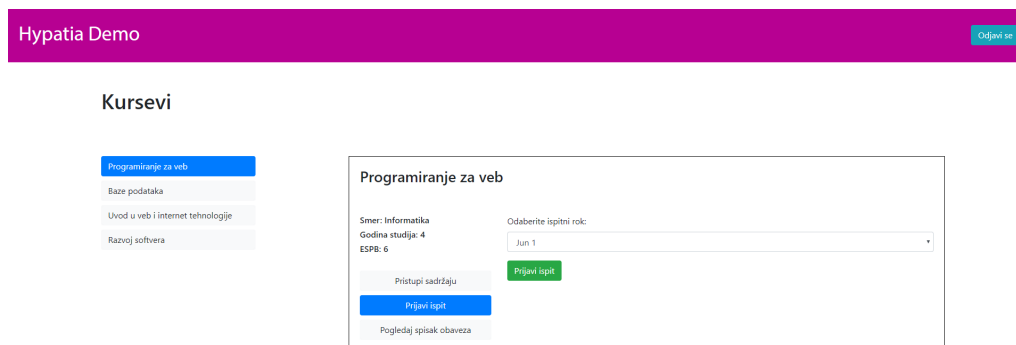 Hypatia Demo
Odjavi se
Kursevi
Programiranje za veb
Baze podataka
Uvod u veb i internet tehnologije
Razvoj softvera
Programiranje za veb
Smer: Informatika
Godina studija: 4
ESPB: 6
Pristupi sadržaju
Prijavi ispit
Pogledaj spisak obaveza
Odaberite ispitni rok:
Jun 1
Prijavi ispit